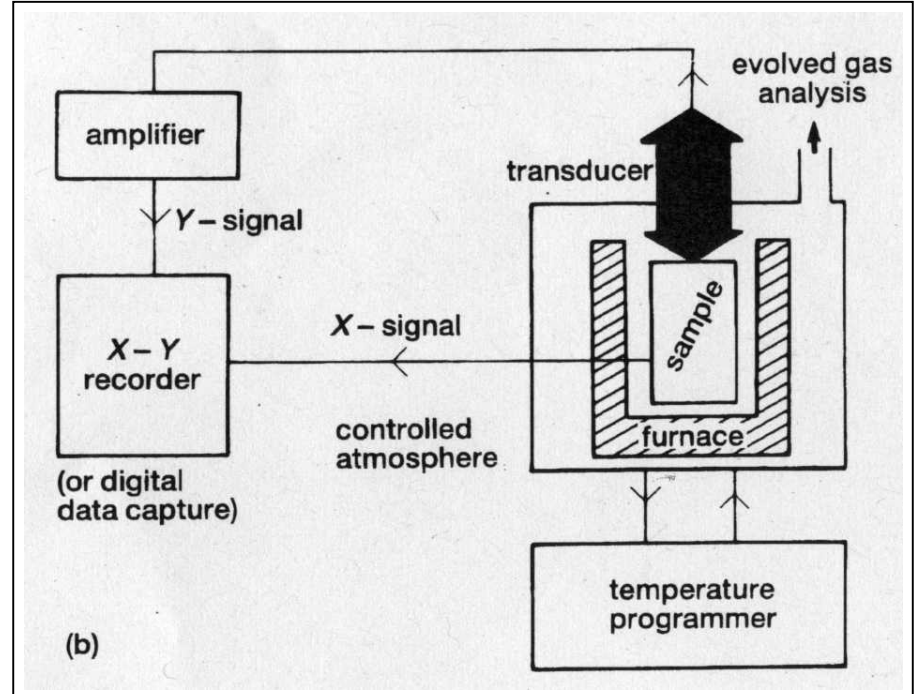 evolved gas
analysis
amplifier
transducer
Y – signal
X – signal
sample
X – Y
recorder
furnace
controlled
atmosphere
(or digital
data capture)
temperature
programmer
(b)